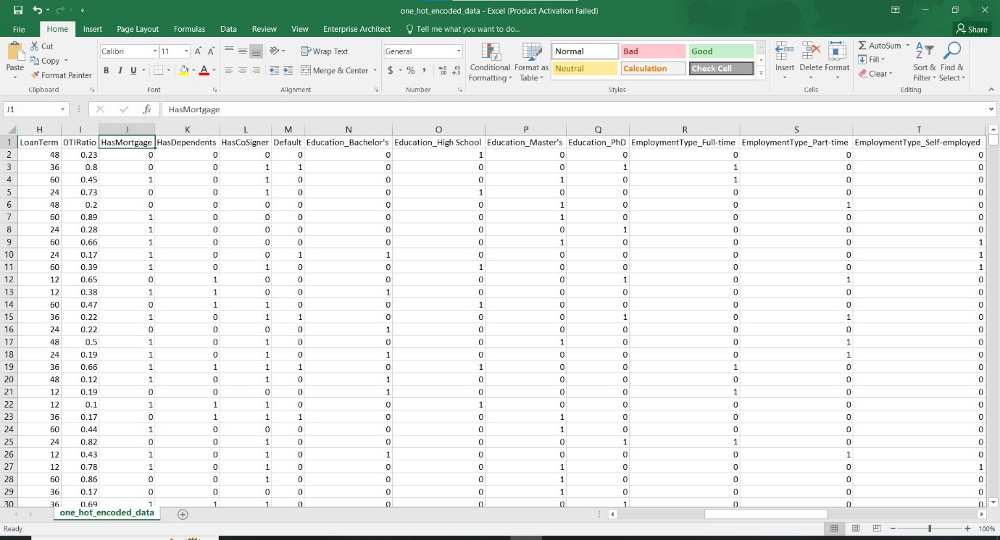 one_hot_encoded_data - Excel (Product Activation Failed)
File Home Insert Page Layout Formulas Data Review View Enterprise Architect Tell me what you want to do... Share
Paste Cut Copy Format Painter
Clipboard
Calibri 11
B I U
Font
Wrap Text
Merge & Center
Alignment
General
$ % ,
Number
Conditional Formatting Format as Table
Normal Bad Good
Neutral Calculation Check Cell
Styles
Insert Delete Format
Cells
AutoSum
Fill
Clear
Sort & Filter Find & Select
Editing
J1 fx HasMortgage
H I J K L M N O P Q R S T
1 LoanTerm DTIRatio HasMortgage HasDependents HasCoSigner Default Education_Bachelor's Education_High School Education_Master's Education_PhD EmploymentType_Full-time EmploymentType_Part-time EmploymentType_Self-employed
2 48 0.23 0 0 0 0 0 1 0 0 0 0 0
3 36 0.8 0 0 1 1 0 0 0 1 1 0 0
4 60 0.45 1 0 1 0 0 0 1 0 1 0 0
5 24 0.73 0 0 1 0 0 1 0 0 0 0 0
6 48 0.2 0 0 0 0 0 0 1 0 0 1 0
7 60 0.89 1 0 0 0 0 0 1 0 0 0 0
8 24 0.28 1 0 0 0 0 0 0 1 0 0 0
9 60 0.66 1 0 0 0 0 0 1 0 0 0 1
10 24 0.17 1 0 0 1 1 0 0 0 0 0 1
11 60 0.39 1 0 1 0 0 1 0 0 0 0 1
12 12 0.65 0 1 0 0 0 0 0 1 0 1 0
13 12 0.38 1 1 0 0 1 0 0 0 0 0 0
14 60 0.47 0 1 1 0 0 1 0 0 0 0 0
15 36 0.22 1 0 1 1 0 0 0 1 0 1 0
16 24 0.22 0 0 0 0 1 0 0 0 0 0 0
17 48 0.5 1 0 1 0 0 0 1 0 0 1 0
18 24 0.19 1 0 1 0 1 0 0 0 0 1 0
19 36 0.66 1 1 1 1 0 1 0 0 1 0 0
20 48 0.12 1 0 1 0 1 0 0 0 0 0 0
21 12 0.19 0 0 0 0 1 0 0 0 1 0 0
22 12 0.1 1 1 1 0 0 1 0 0 0 0 0
23 36 0.17 0 1 1 1 0 0 1 0 0 0 0
24 60 0.44 1 0 0 0 0 0 1 0 0 0 0
25 24 0.82 0 0 1 0 0 0 0 1 1 0 0
26 12 0.43 1 0 1 0 1 0 0 0 0 1 0
27 12 0.78 1 0 1 0 0 0 1 0 0 0 1
28 60 0.86 0 0 1 0 0 0 1 0 0 0 0
29 36 0.17 0 0 0 0 0 0 1 0 0 0 0
30 36 0.69 1 1 1 0 0 0 0 1 0 0 0
one_hot_encoded_data
Ready 100%